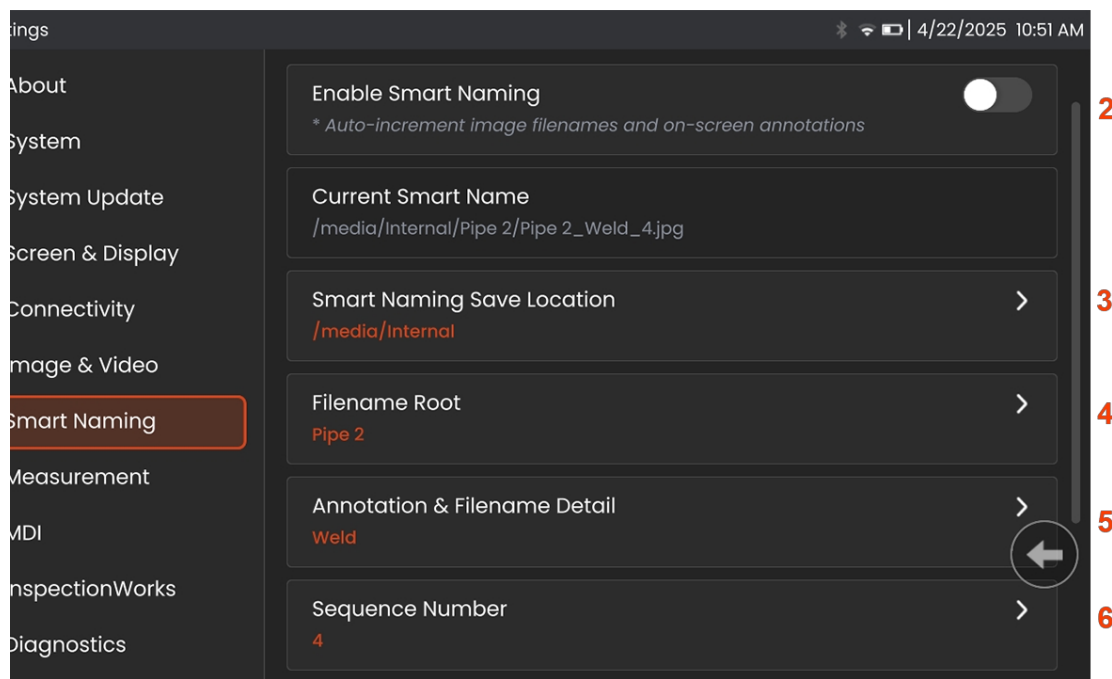 tings
4/22/2025 10:51 AM
About
System
System Update
Screen & Display
Connectivity
Image & Video
Smart Naming
Measurement
MDI
InspectionWorks
Diagnostics
Enable Smart Naming
* Auto-increment image filenames and on-screen annotations
2
Current Smart Name
/media/Internal/Pipe 2/Pipe 2_Weld_4.jpg
Smart Naming Save Location
/media/Internal
3
Filename Root
Pipe 2
4
Annotation & Filename Detail
Weld
5
Sequence Number
4
6